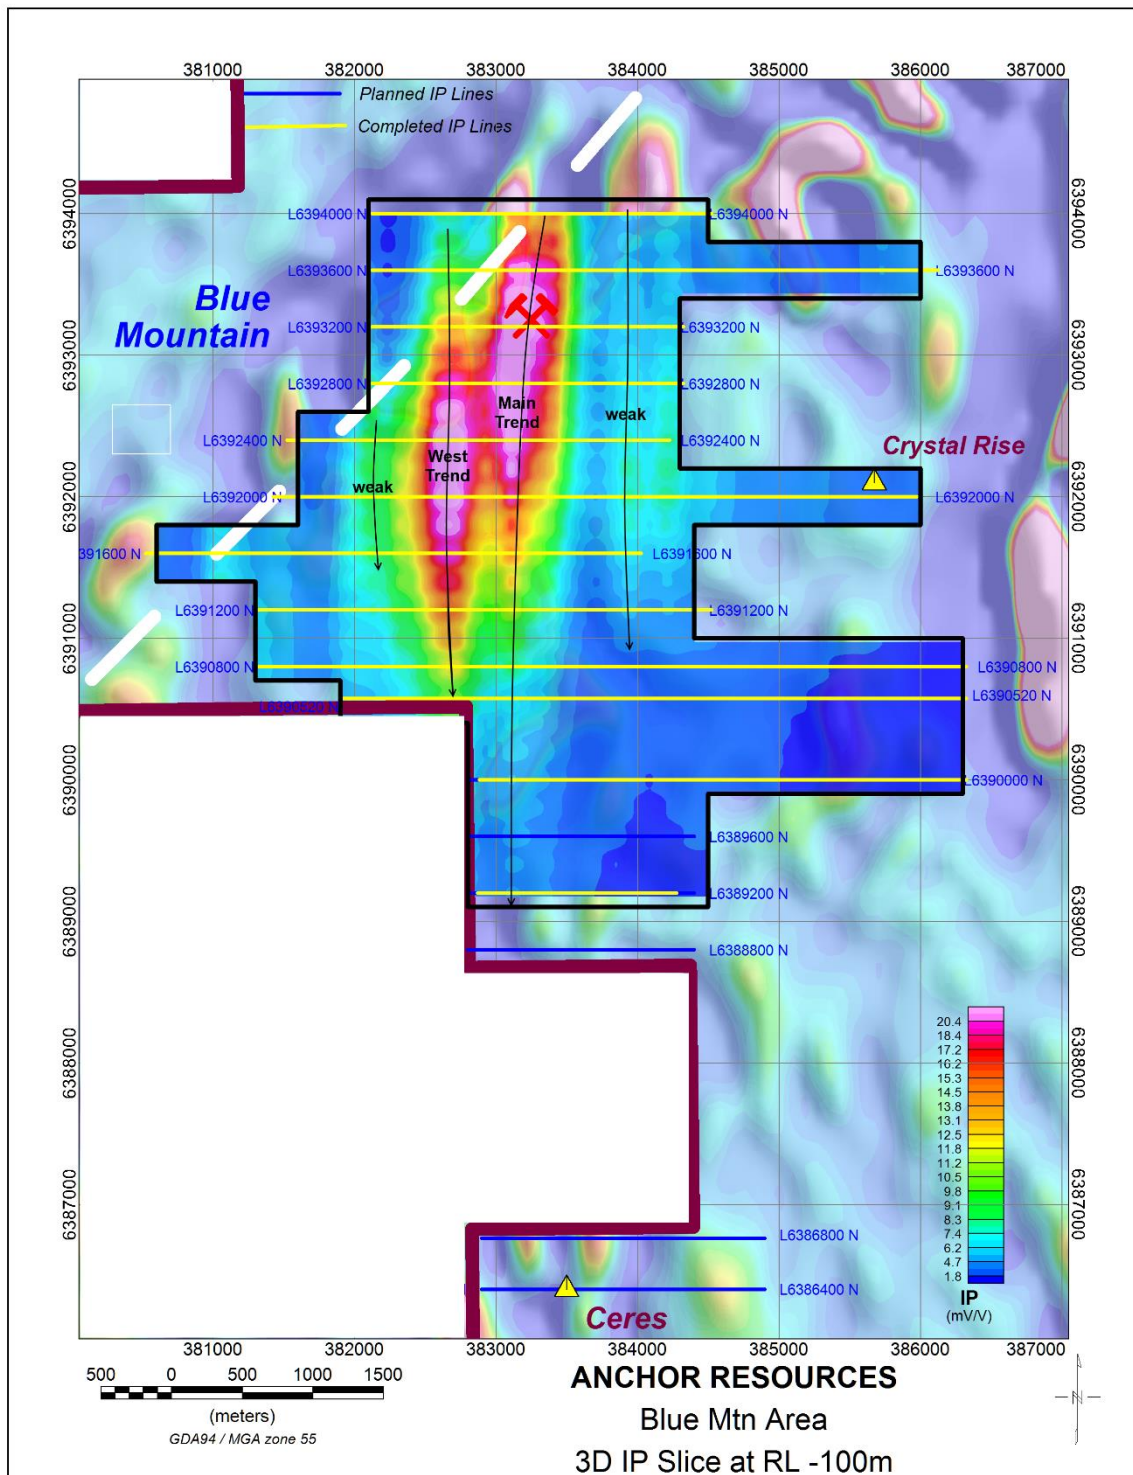 381000 382000 383000 384000 385000 386000 387000
Planned IP Lines
Completed IP Lines
6394000
6393000
6392000
6391000
6390000
6389000
6388000
6387000
6394000
6393000
6392000
6391000
6390000
6389000
6388000
6387000
L6394000 N L6394000 N
L6393600 N L6393600 N
Blue
Mountain
L6393200 N L6393200 N
L6392800 N L6392800 N
Main
Trend
weak
L6392400 N L6392400 N
Crystal Rise
West
Trend
weak
L6392000 N L6392000 N
391600 N L6391600 N
L6391200 N L6391200 N
L6390800 N L6390800 N
L6390520 N L6390520 N
L6390000 N
L6389600 N
L6389200 N
L6388800 N
L6386800 N
L6386400 N
Ceres
20.4
18.4
17.2
16.2
15.3
14.5
13.8
13.1
12.5
11.8
11.2
10.5
9.8
9.1
8.3
7.4
6.2
4.7
1.8
IP
(mV/V)
381000 382000 383000 384000 385000 386000 387000
500 0 500 1000 1500
(meters)
GDA94 / MGA zone 55
ANCHOR RESOURCES
Blue Mtn Area
3D IP Slice at RL -100m
N